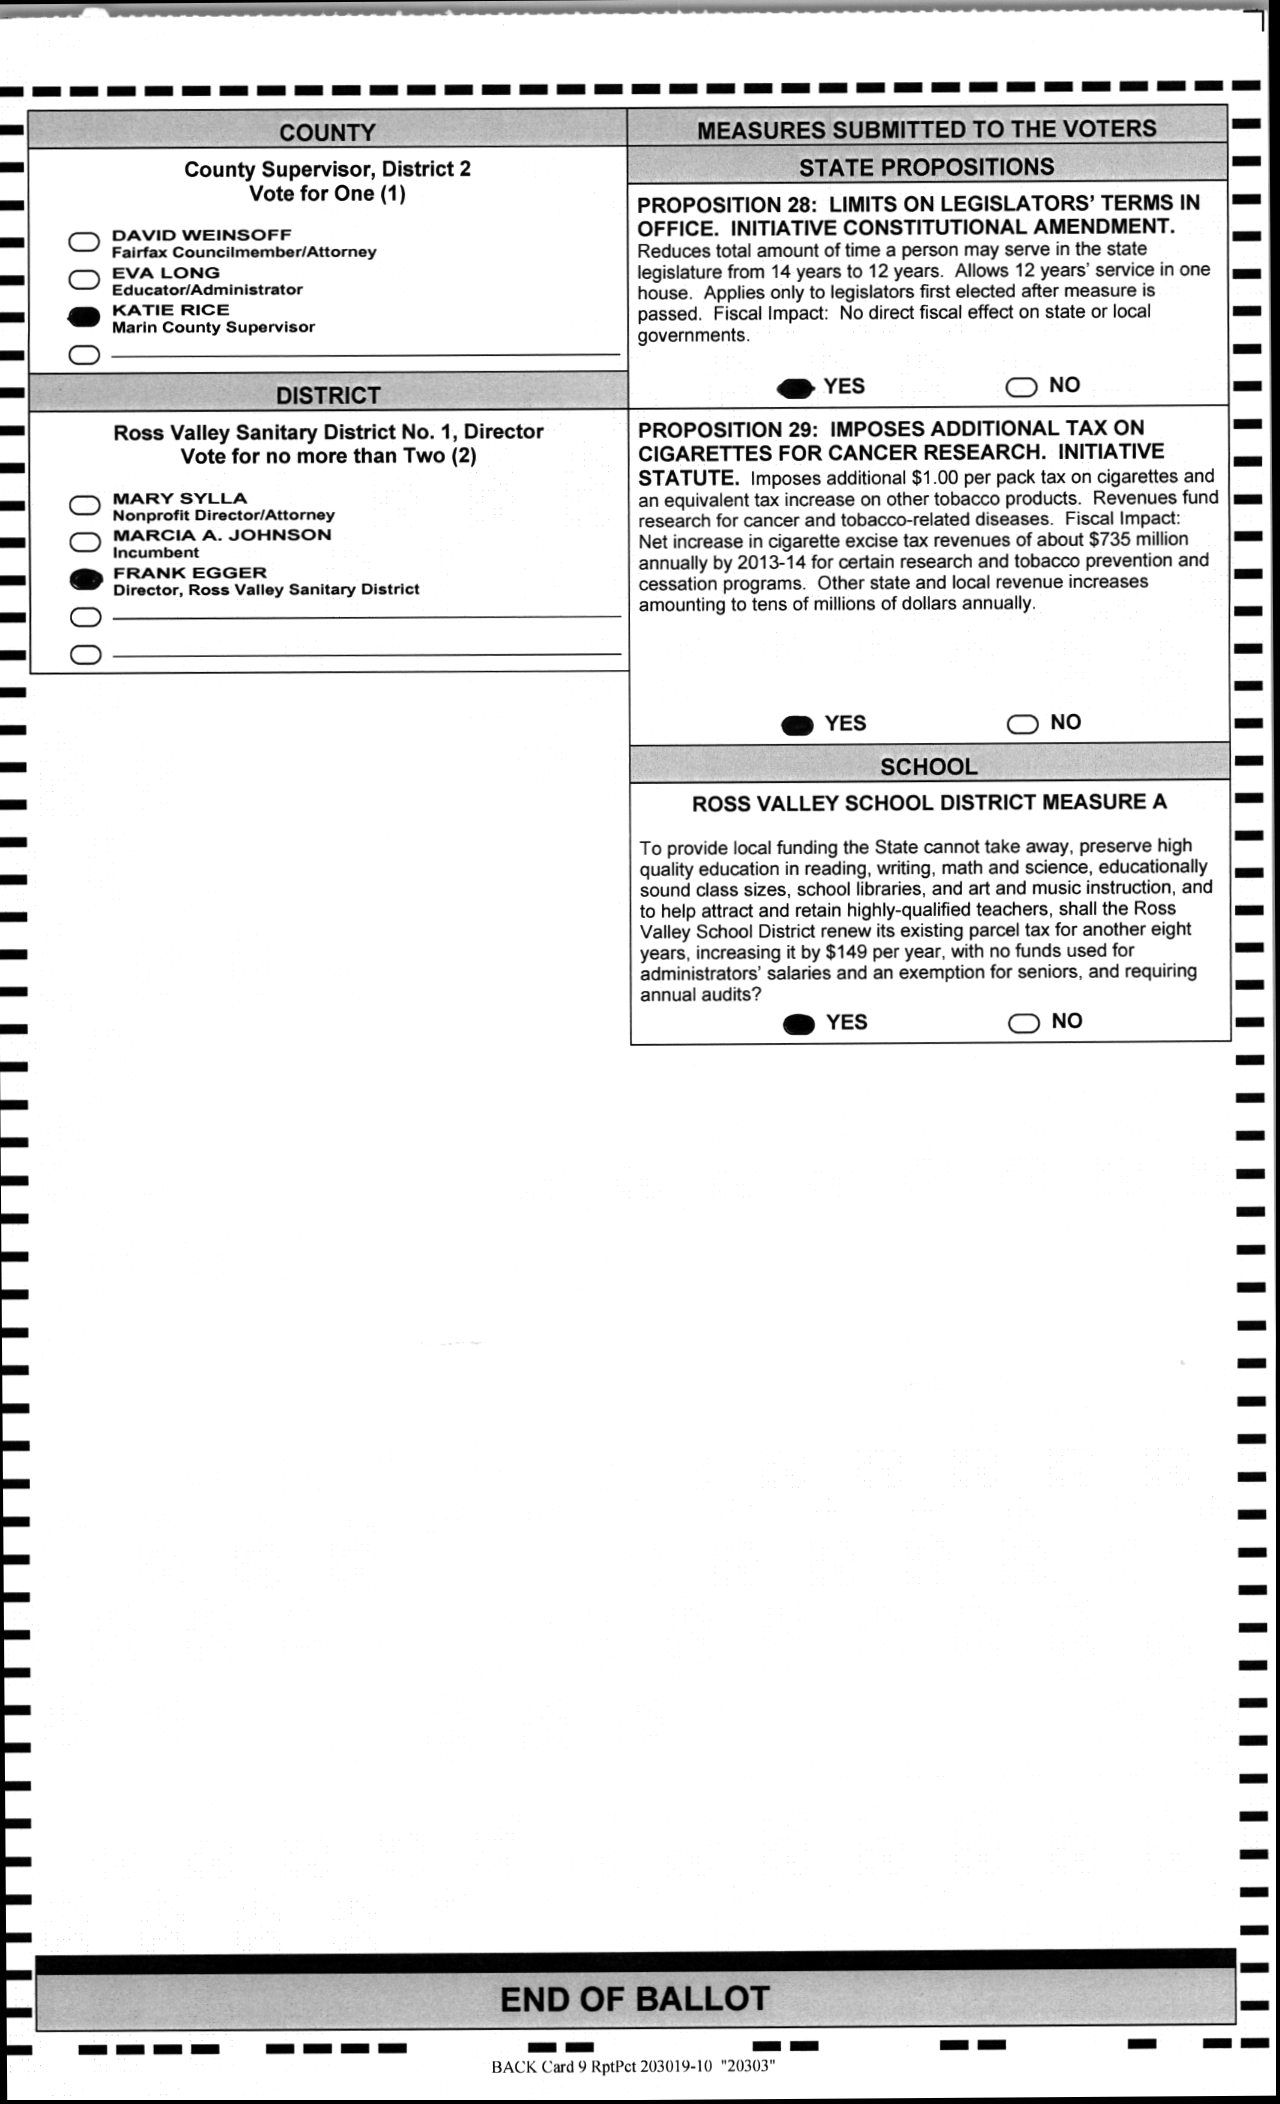 COUNTY
County Supervisor, District 2
Vote for One (1)
DAVID WEINSOFF
Fairfax Councilmember/Attorney
EVA LONG
Educator/Administrator
KATIE RICE
Marin County Supervisor
DISTRICT
Ross Valley Sanitary District No. 1, Director
Vote for no more than Two (2)
MARY SYLLA
Nonprofit Director/Attorney
MARCIA A. JOHNSON
Incumbent
FRANK EGGER
Director, Ross Valley Sanitary District
MEASURES SUBMITTED TO THE VOTERS
STATE PROPOSITIONS
PROPOSITION 28: LIMITS ON LEGISLATORS' TERMS IN
OFFICE. INITIATIVE CONSTITUTIONAL AMENDMENT.
Reduces total amount of time a person may serve in the state
legislature from 14 years to 12 years. Allows 12 years' service in one
house. Applies only to legislators first elected after measure is
passed. Fiscal Impact: No direct fiscal effect on state or local
governments.
YES NO
PROPOSITION 29: IMPOSES ADDITIONAL TAX ON
CIGARETTES FOR CANCER RESEARCH. INITIATIVE
STATUTE. Imposes additional $1.00 per pack tax on cigarettes and
an equivalent tax increase on other tobacco products. Revenues fund
research for cancer and tobacco-related diseases. Fiscal Impact:
Net increase in cigarette excise tax revenues of about $735 million
annually by 2013-14 for certain research and tobacco prevention and
cessation programs. Other state and local revenue increases
amounting to tens of millions of dollars annually.
YES NO
SCHOOL
ROSS VALLEY SCHOOL DISTRICT MEASURE A
To provide local funding the State cannot take away, preserve high
quality education in reading, writing, math and science, educationally
sound class sizes, school libraries, and art and music instruction, and
to help attract and retain highly-qualified teachers, shall the Ross
Valley School District renew its existing parcel tax for another eight
years, increasing it by $149 per year, with no funds used for
administrators' salaries and an exemption for seniors, and requiring
annual audits?
YES NO
END OF BALLOT
BACK Card 9 RptPct 203019-10 "20303"